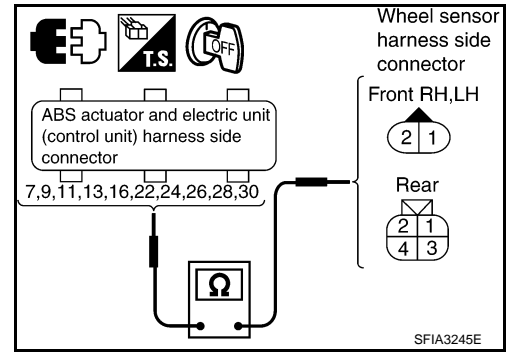 T.S.
OFF
ABS actuator and electric unit
(control unit) harness side
connector
7,9,11,13,16,22,24,26,28,30
Ω
Wheel sensor
harness side
connector
Front RH,LH
2 1
Rear
2 1
4 3
SFIA3245E